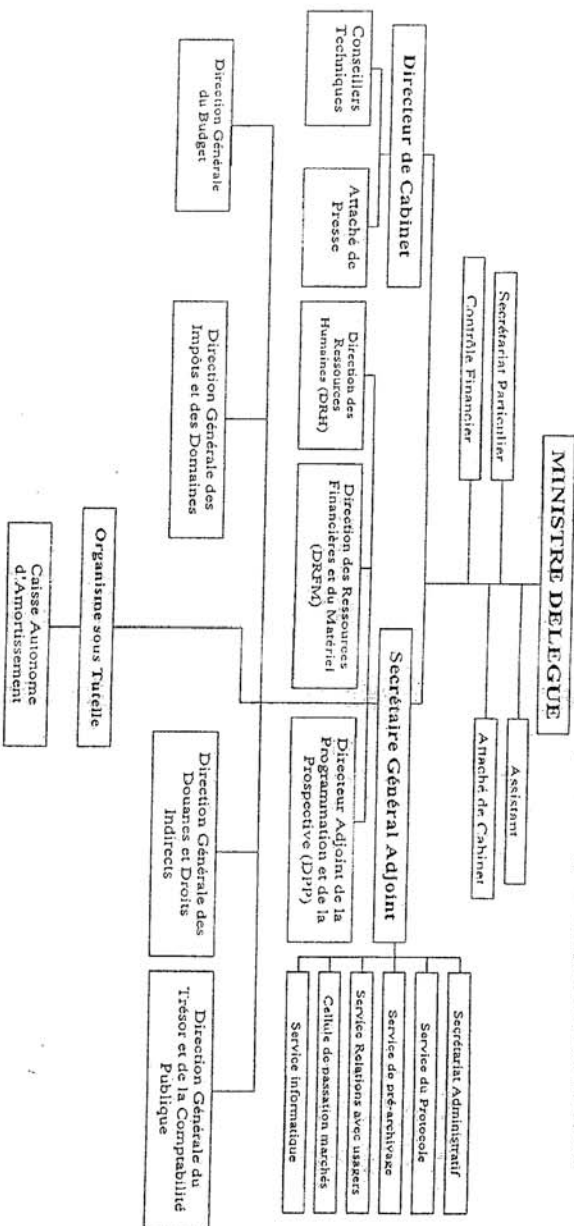 MINISTRE DELEGUE
Secrétariat Particulier
Assistant
Contrôle Financier
Attaché de Cabinet
Directeur de Cabinet
Secrétaire Général Adjoint
Conseillers
Techniques
Attaché de
Presse
Direction des
Ressources
Humaines (DRH)
Direction des Ressources
Financières et du Matériel
(DRFM)
Directeur Adjoint de la
Programmation et de la
Prospective (DPP)
Secrétariat Administratif
Service du Protocole
Service de pré-archivage
Service Relations avec usagers
Cellule de passation marchés
Service informatique
Direction Générale
du Budget
Direction Générale des
Impôts et des Domaines
Direction Générale des
Douanes et Droits
Indirects
Direction Générale du
Trésor et de la Comptabilité
Publique
Organisme sous Tutelle
Caisse Autonome
d'Amortissement